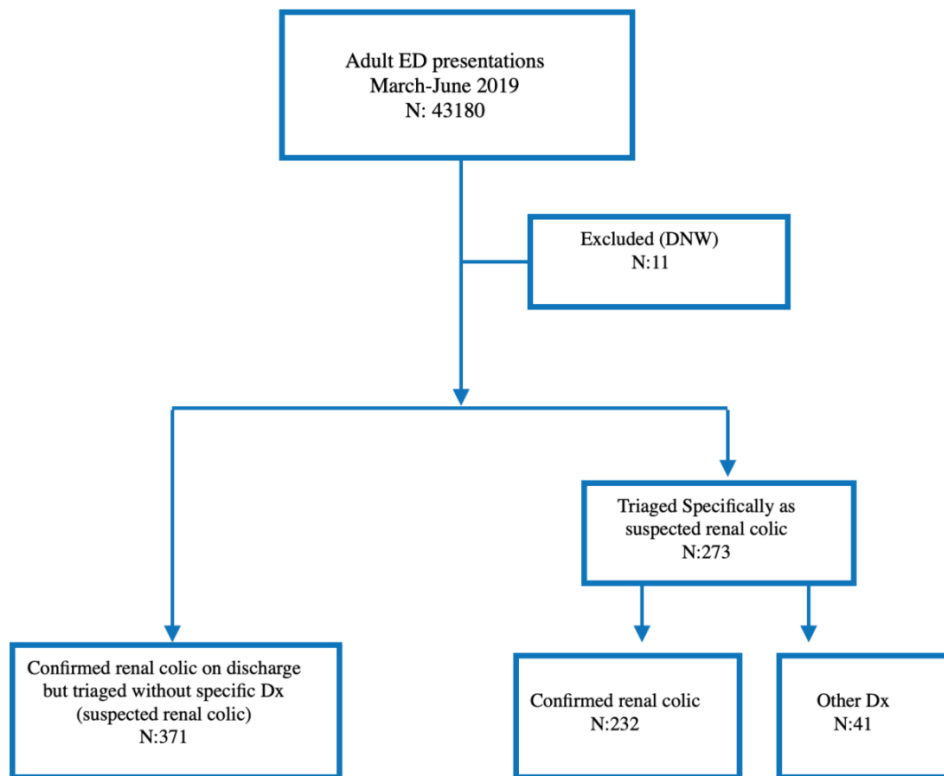 Adult ED presentations
March-June 2019
N: 43180
Excluded (DNW)
N:11
Triaged Specifically as
suspected renal colic
N:273
Confirmed renal colic on discharge
but triaged without specific Dx
(suspected renal colic)
N:371
Confirmed renal colic
N:232
Other Dx
N:41